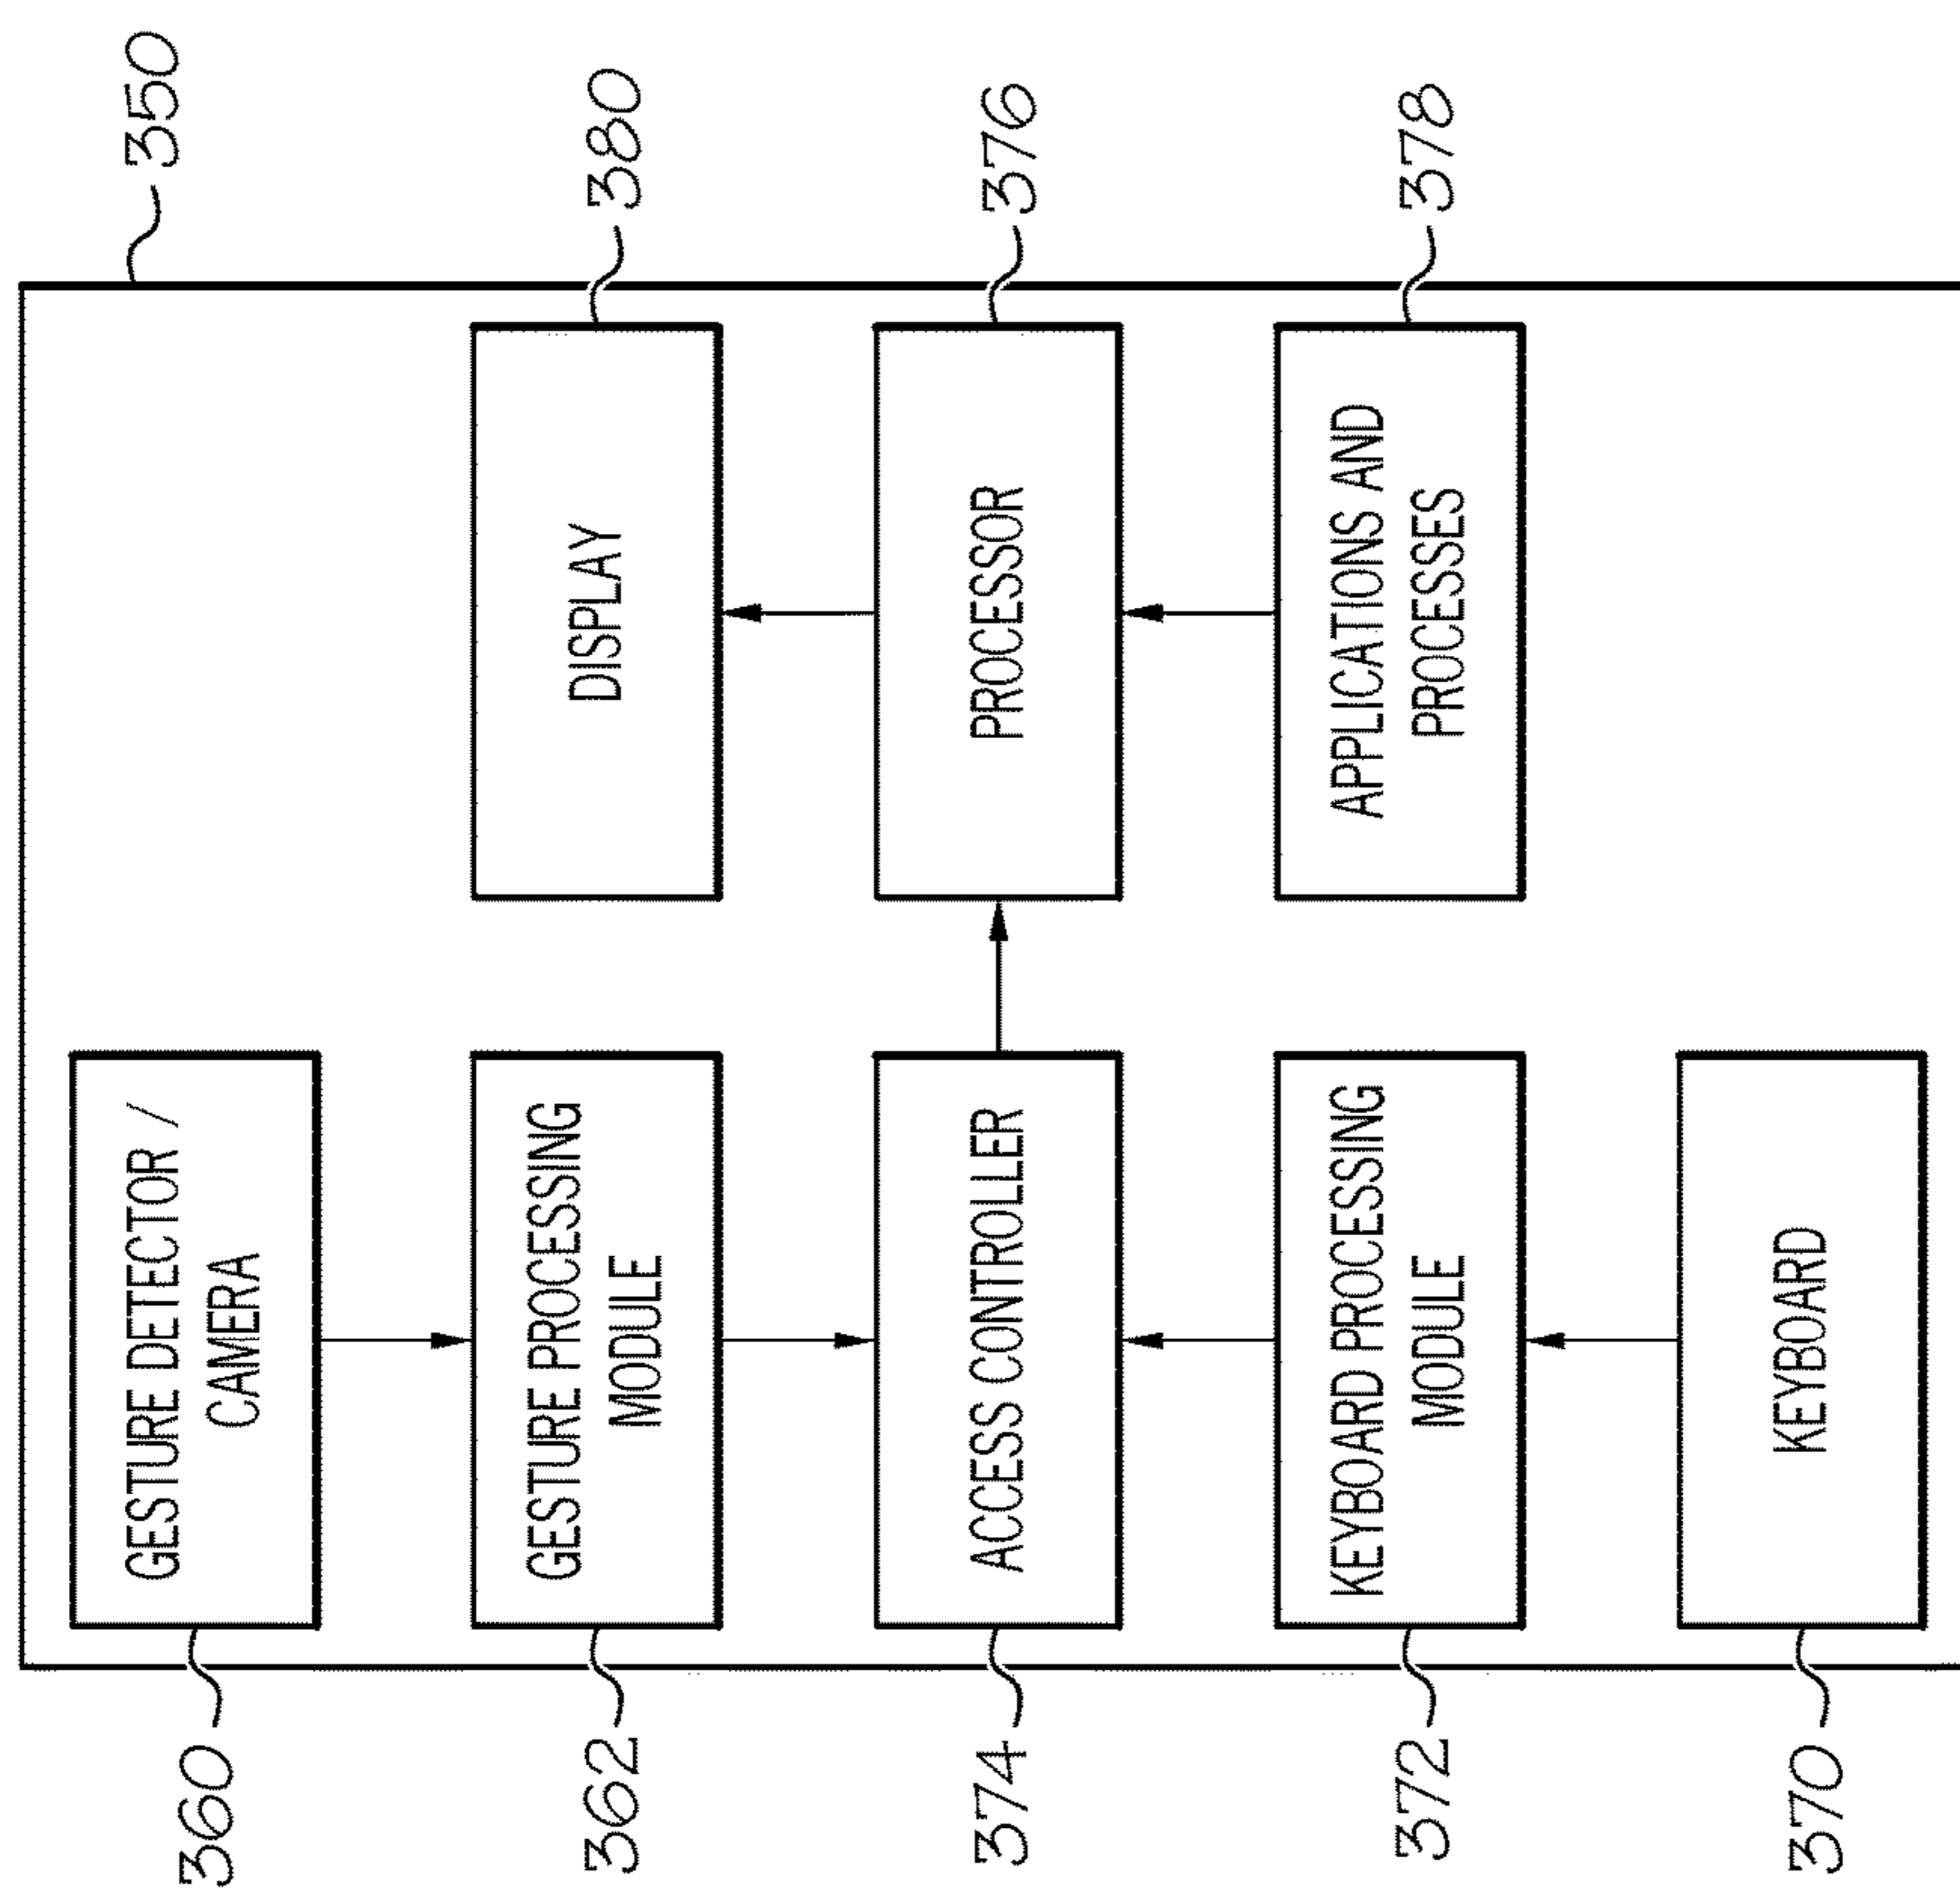 350
GESTURE DETECTOR /
CAMERA
360
GESTURE PROCESSING
MODULE
362
DISPLAY
380
ACCESS CONTROLLER
374
PROCESSOR
376
KEYBOARD PROCESSING
MODULE
372
APPLICATIONS AND
PROCESSES
378
KEYBOARD
370